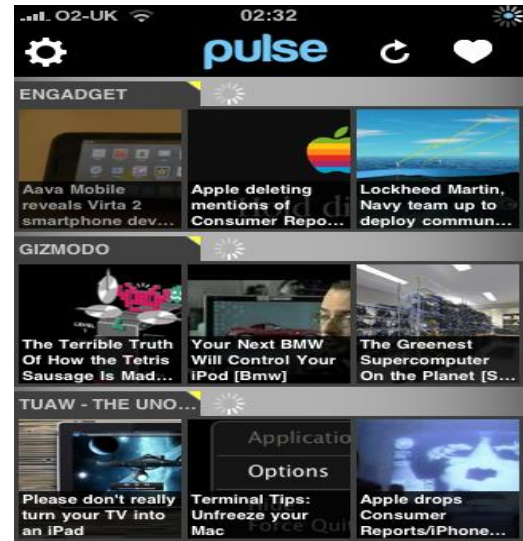 O2-UK 02:32
pulse
ENGADGET
Aava Mobile
reveals Virta 2
smartphone dev...
Apple deleting
mentions of
Consumer Repo...
Lockheed Martin,
Navy team up to
deploy commun...
GIZMODO
The Terrible Truth
Of How the Tetris
Sausage Is Mad...
Your Next BMW
Will Control Your
iPod [Bmw]
The Greenest
Supercomputer
On the Planet [S...
TUAW - THE UNO...
Please don't really
turn your TV into
an iPad
Applicatio
Options
Terminal Tips:
Unfreeze your
Mac
Force Quit
Apple drops
Consumer
Reports/iPhone...